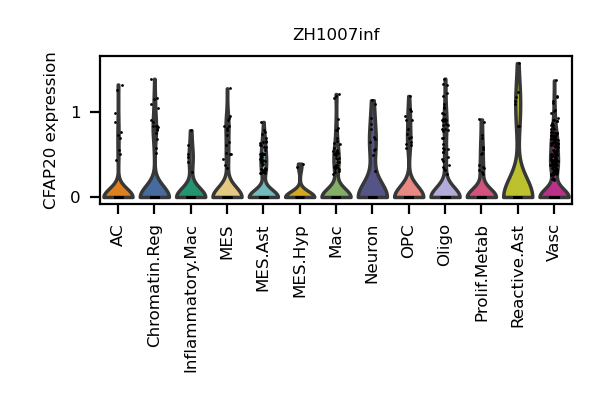 ZH1007inf
CFAP20 expression
1
0
AC
Chromatin.Reg
Inflammatory.Mac
MES
MES.Ast
MES.Hyp
Mac
Neuron
OPC
Oligo
Prolif.Metab
Reactive.Ast
Vasc